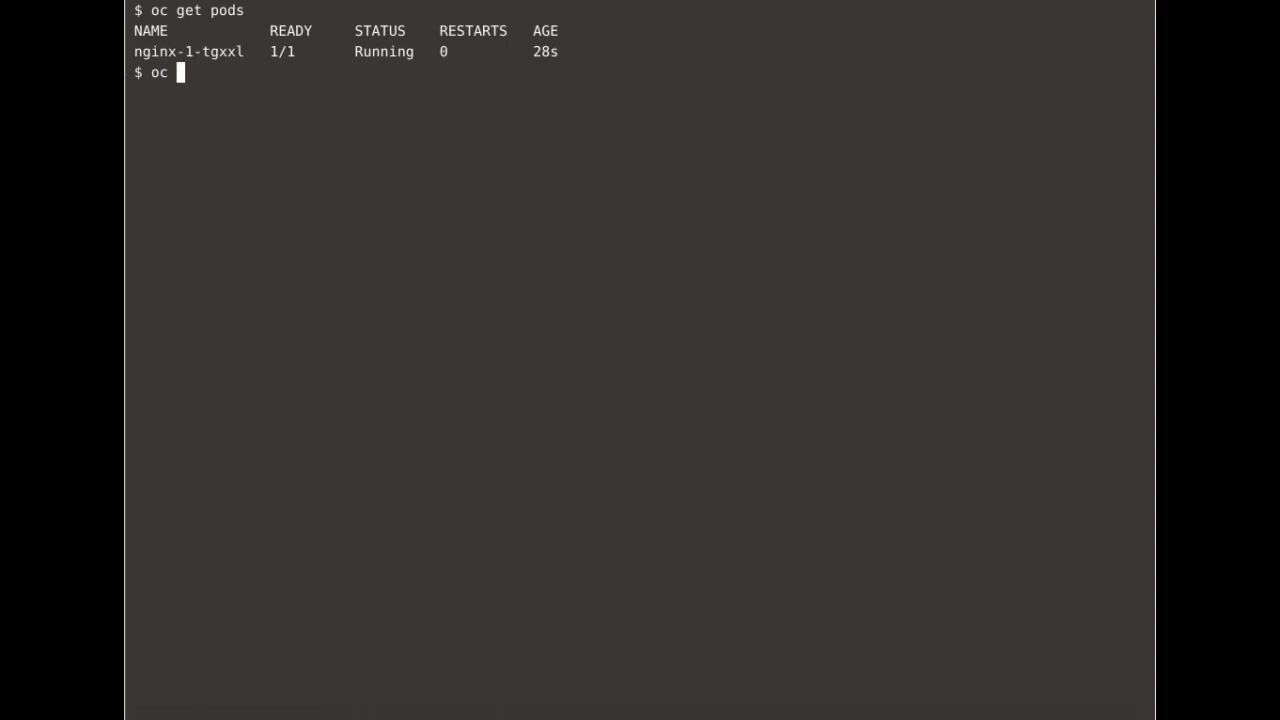 $ oc get pods
NAME            READY     STATUS    RESTARTS   AGE
nginx-1-tgxxl   1/1       Running   0          28s
$ oc